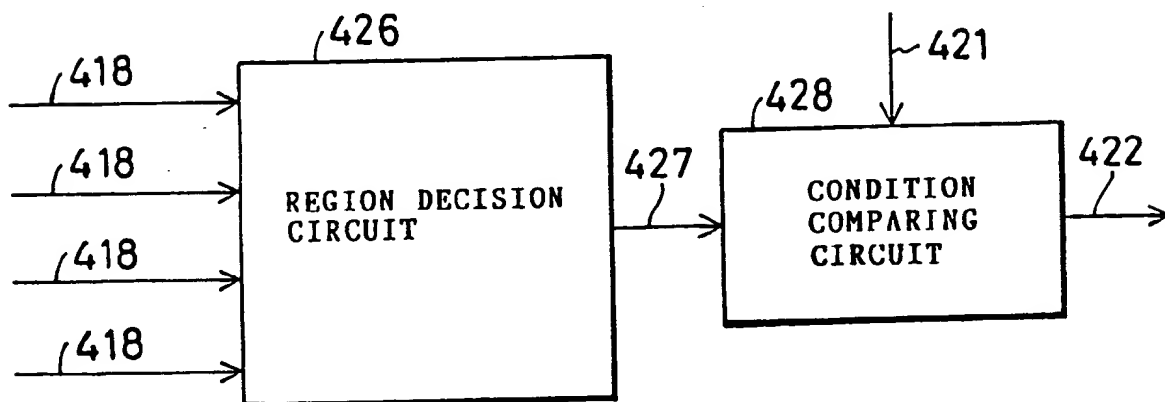 426
418
418
418
418
REGION DECISION
CIRCUIT
427
421
428
CONDITION
COMPARING
CIRCUIT
422